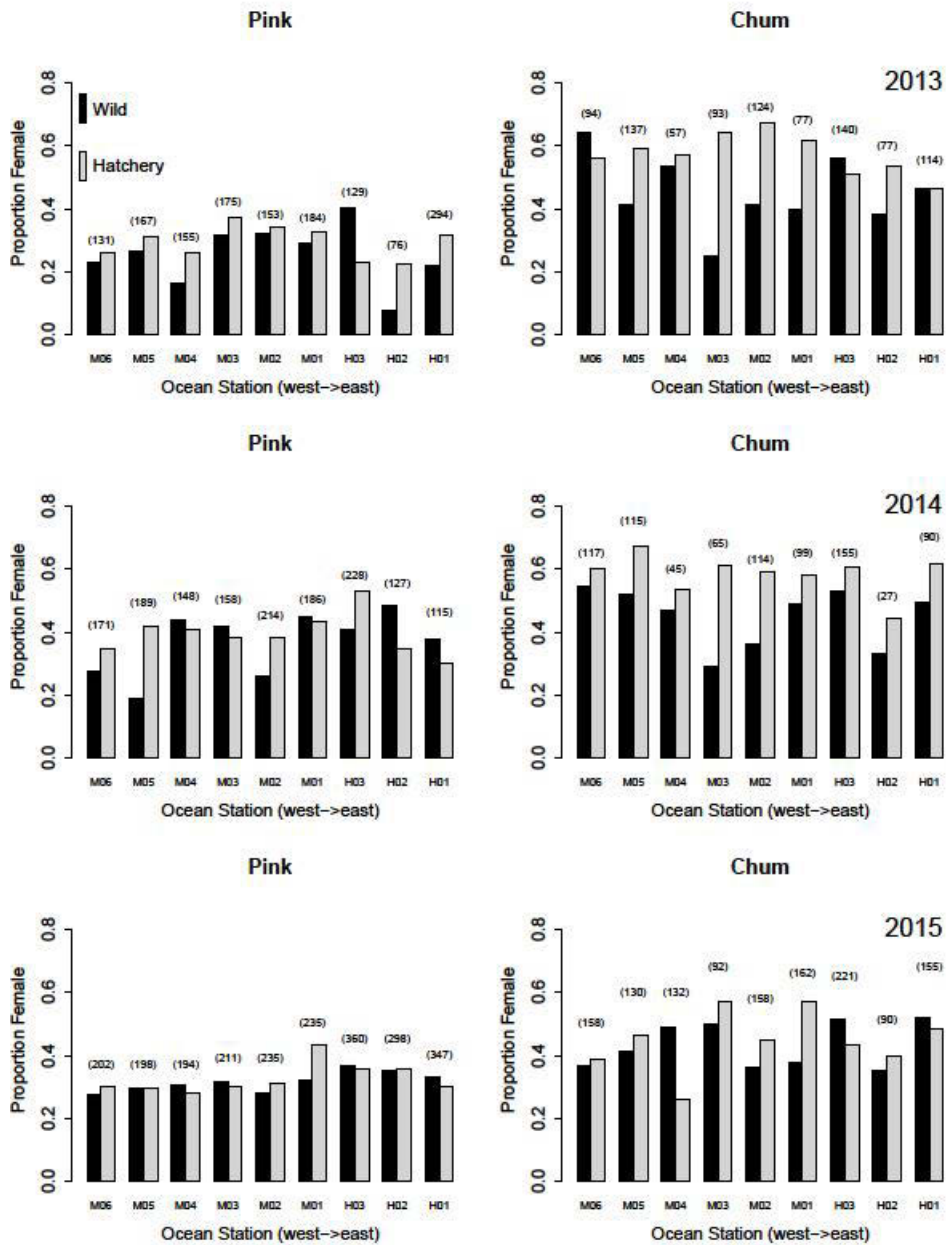 Pink
Chum
2013
Wild
Hatchery
Proportion Female
0.0 0.2 0.4 0.6 0.8
(131) (167) (155) (175) (153) (184) (129) (76) (294)
M06 M05 M04 M03 M02 M01 H03 H02 H01
Ocean Station (west->east)
Proportion Female
0.0 0.2 0.4 0.6 0.8
(94) (137) (57) (93) (124) (77) (140) (77) (114)
M06 M05 M04 M03 M02 M01 H03 H02 H01
Ocean Station (west->east)
Pink
Chum
2014
Proportion Female
0.0 0.2 0.4 0.6 0.8
(171) (189) (148) (158) (214) (186) (228) (127) (115)
M06 M05 M04 M03 M02 M01 H03 H02 H01
Ocean Station (west->east)
Proportion Female
0.0 0.2 0.4 0.6 0.8
(117) (115) (45) (65) (114) (99) (155) (27) (90)
M06 M05 M04 M03 M02 M01 H03 H02 H01
Ocean Station (west->east)
Pink
Chum
2015
Proportion Female
0.0 0.2 0.4 0.6 0.8
(202) (198) (194) (211) (235) (235) (360) (298) (347)
M06 M05 M04 M03 M02 M01 H03 H02 H01
Ocean Station (west->east)
Proportion Female
0.0 0.2 0.4 0.6 0.8
(158) (130) (132) (92) (158) (162) (221) (90) (155)
M06 M05 M04 M03 M02 M01 H03 H02 H01
Ocean Station (west->east)